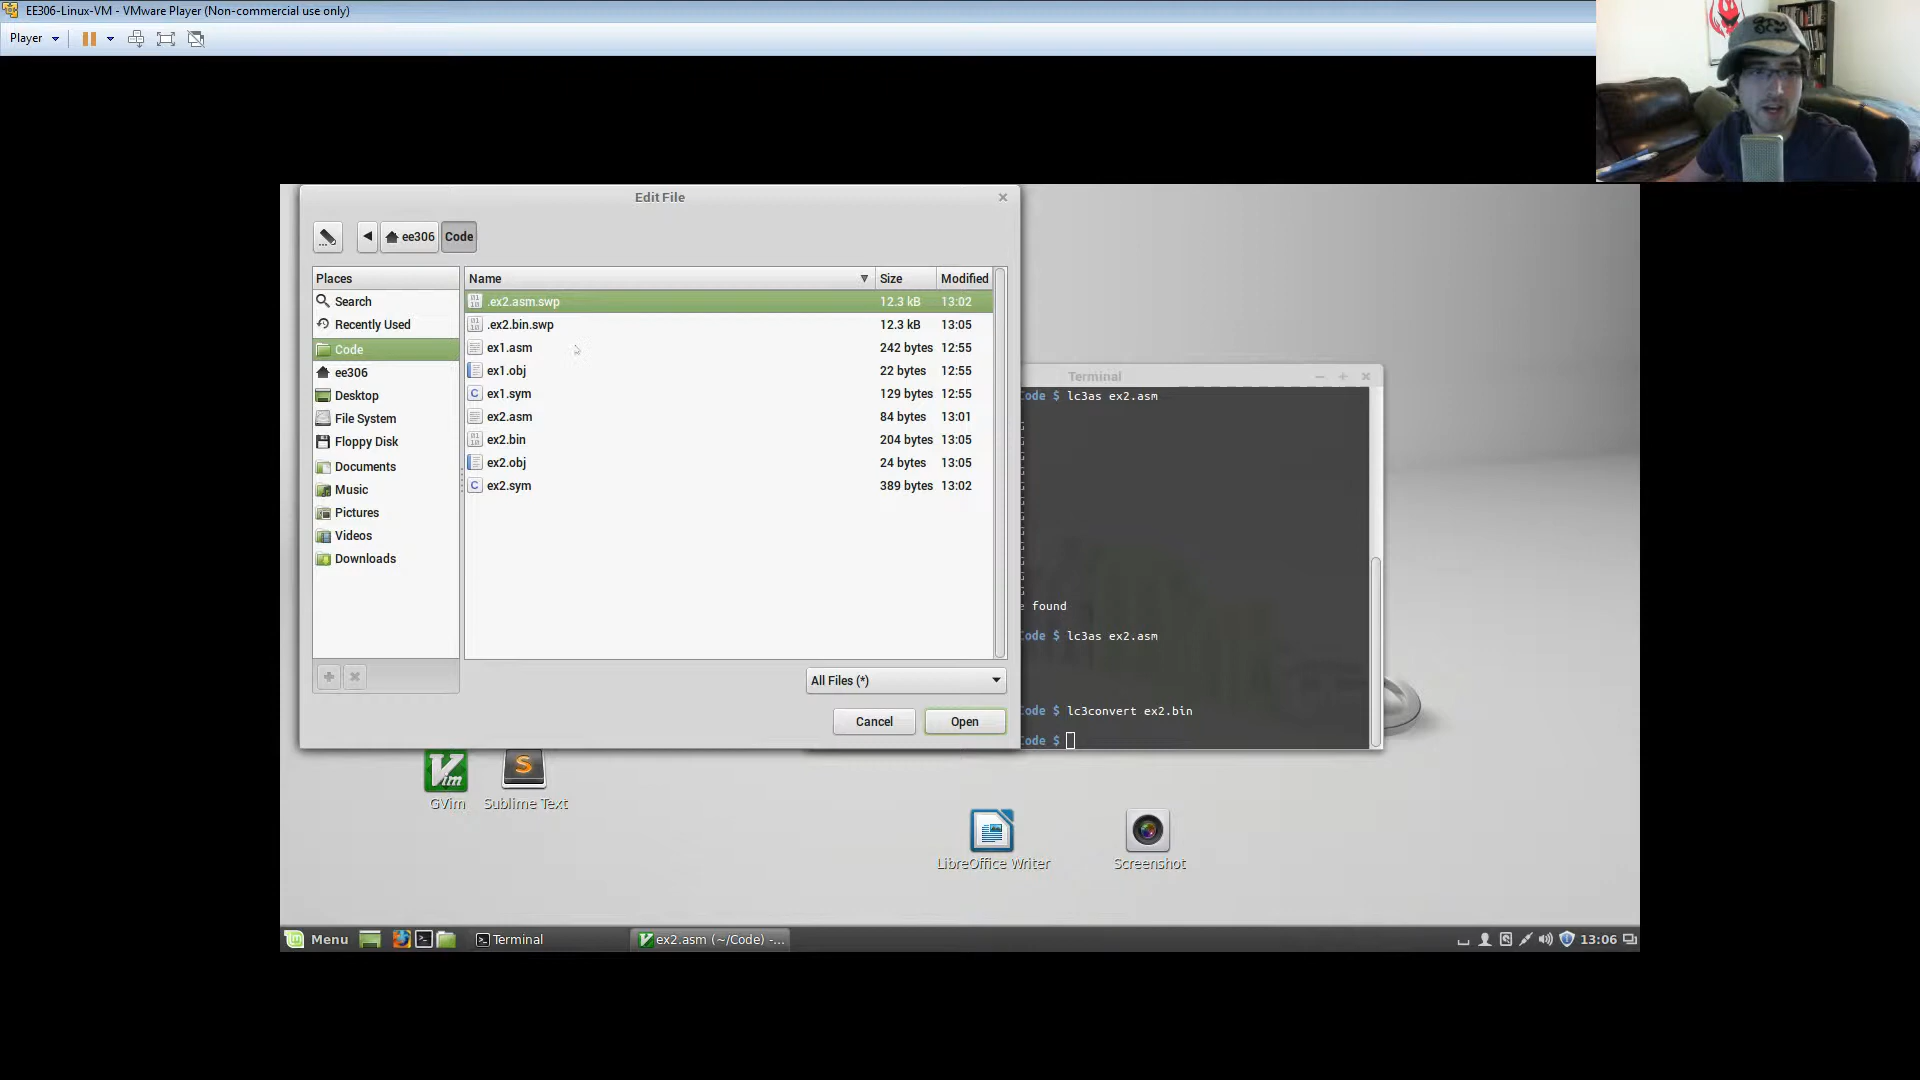 EE306-Linux-VM - VMware Player (Non-commercial use only)
Player
Edit File
ee306
Code
Places
Name
Size
Modified
Search
.ex2.asm.swp
12.3 kB
13:02
Recently Used
.ex2.bin.swp
12.3 kB
13:05
Code
ex1.asm
242 bytes
12:55
ee306
ex1.obj
22 bytes
12:55
Desktop
ex1.sym
129 bytes
12:55
File System
ex2.asm
84 bytes
13:01
Floppy Disk
ex2.bin
204 bytes
13:05
Documents
ex2.obj
24 bytes
13:05
Music
ex2.sym
389 bytes
13:02
Pictures
Videos
Downloads
All Files (*)
Cancel
Open
Terminal
Code $ lc3as ex2.asm
found
Code $ lc3as ex2.asm
Code $ lc3convert ex2.bin
Code $
GVim
Sublime Text
LibreOffice Writer
Screenshot
Menu
Terminal
ex2.asm (~/Code) -...
13:06